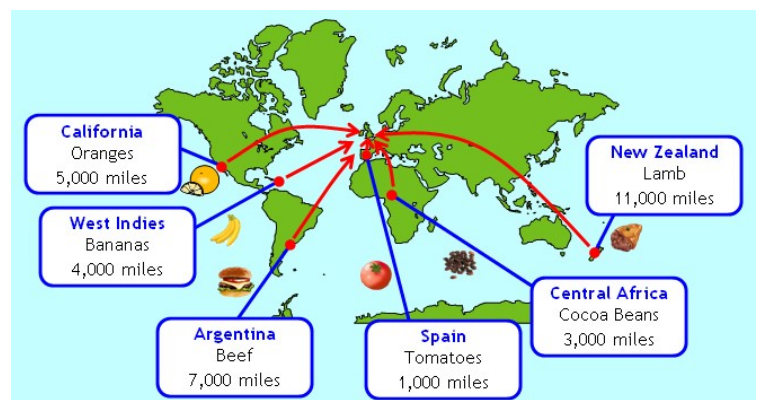 California
Oranges
5,000 miles
West Indies
Bananas
4,000 miles
Argentina
Beef
7,000 miles
Spain
Tomatoes
1,000 miles
Central Africa
Cocoa Beans
3,000 miles
New Zealand
Lamb
11,000 miles